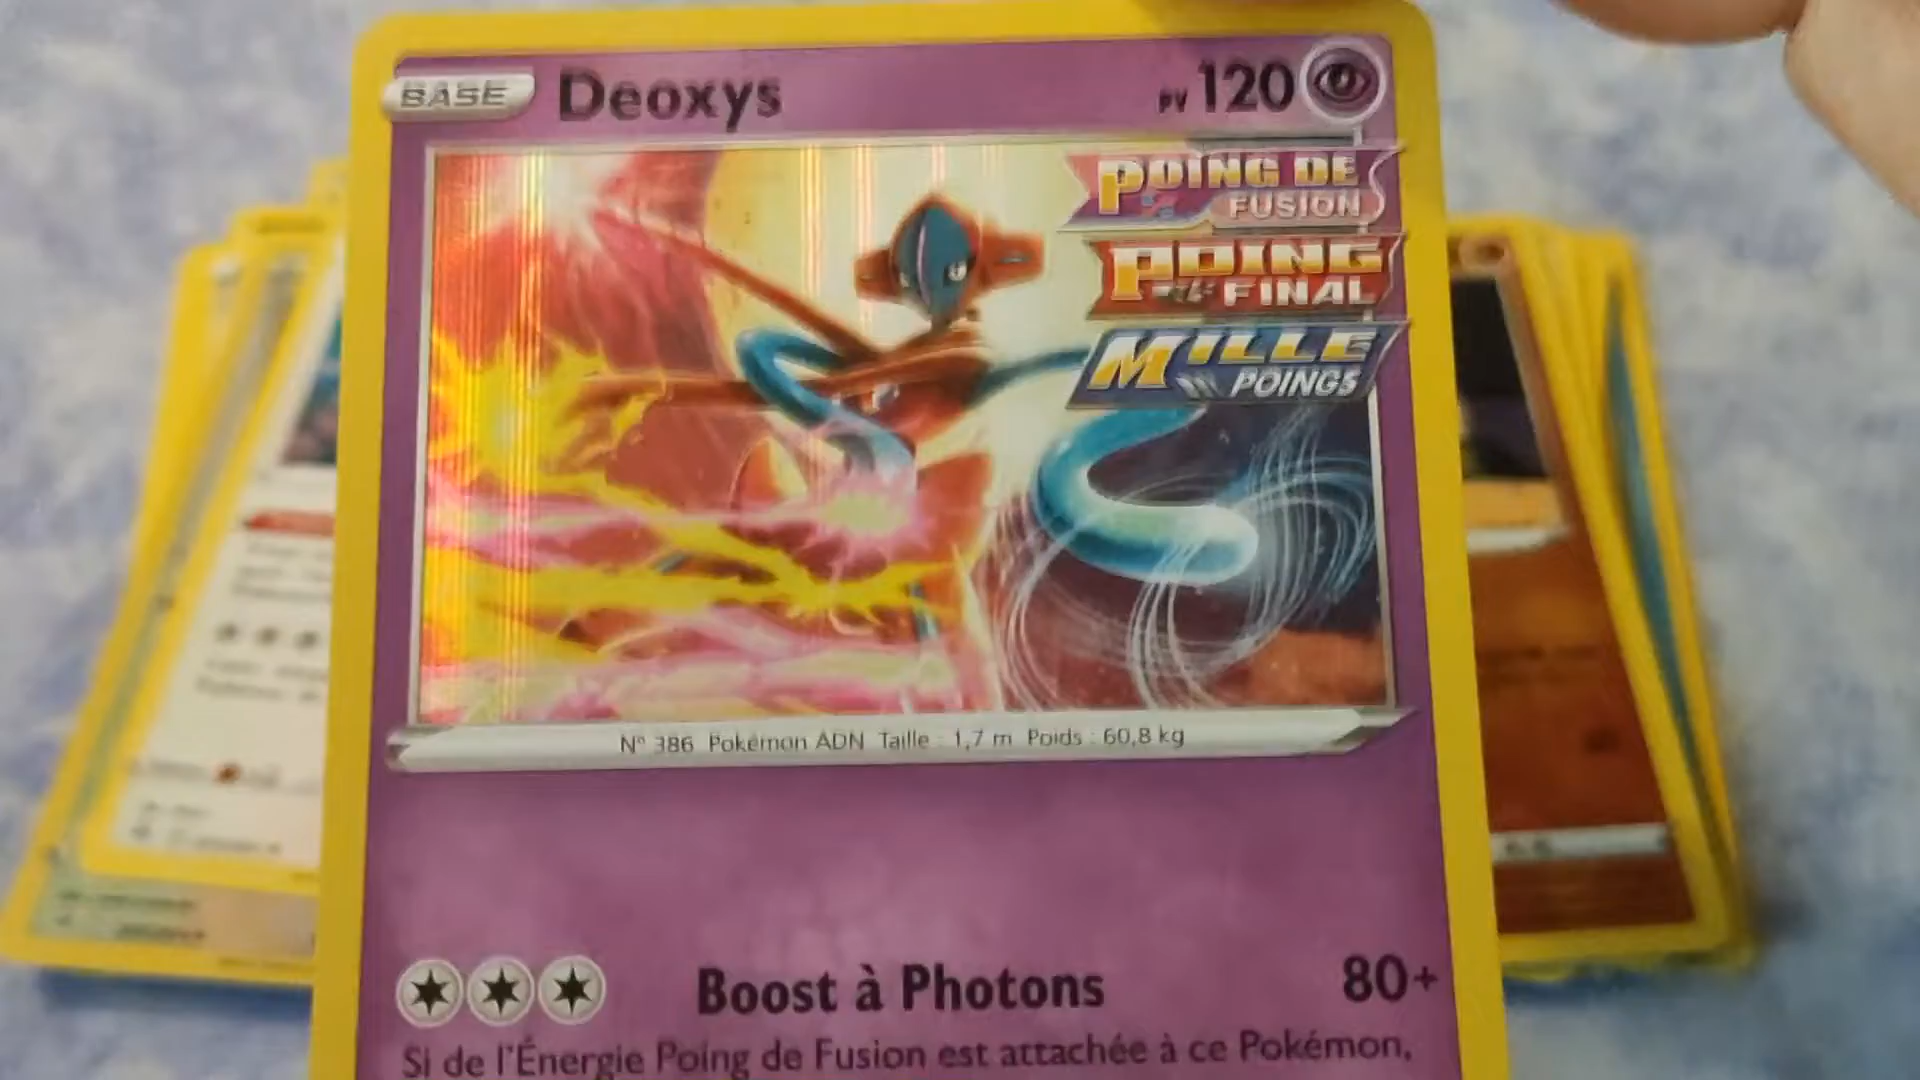 BASE Deoxys PV 120
POING DE
FUSION
POING
FINAL
MILLE
POINGS
N° 386 Pokémon ADN Taille : 1,7 m Poids : 60,8 kg
Boost à Photons 80+
Si de l'Énergie Poing de Fusion est attachée à ce Pokémon,